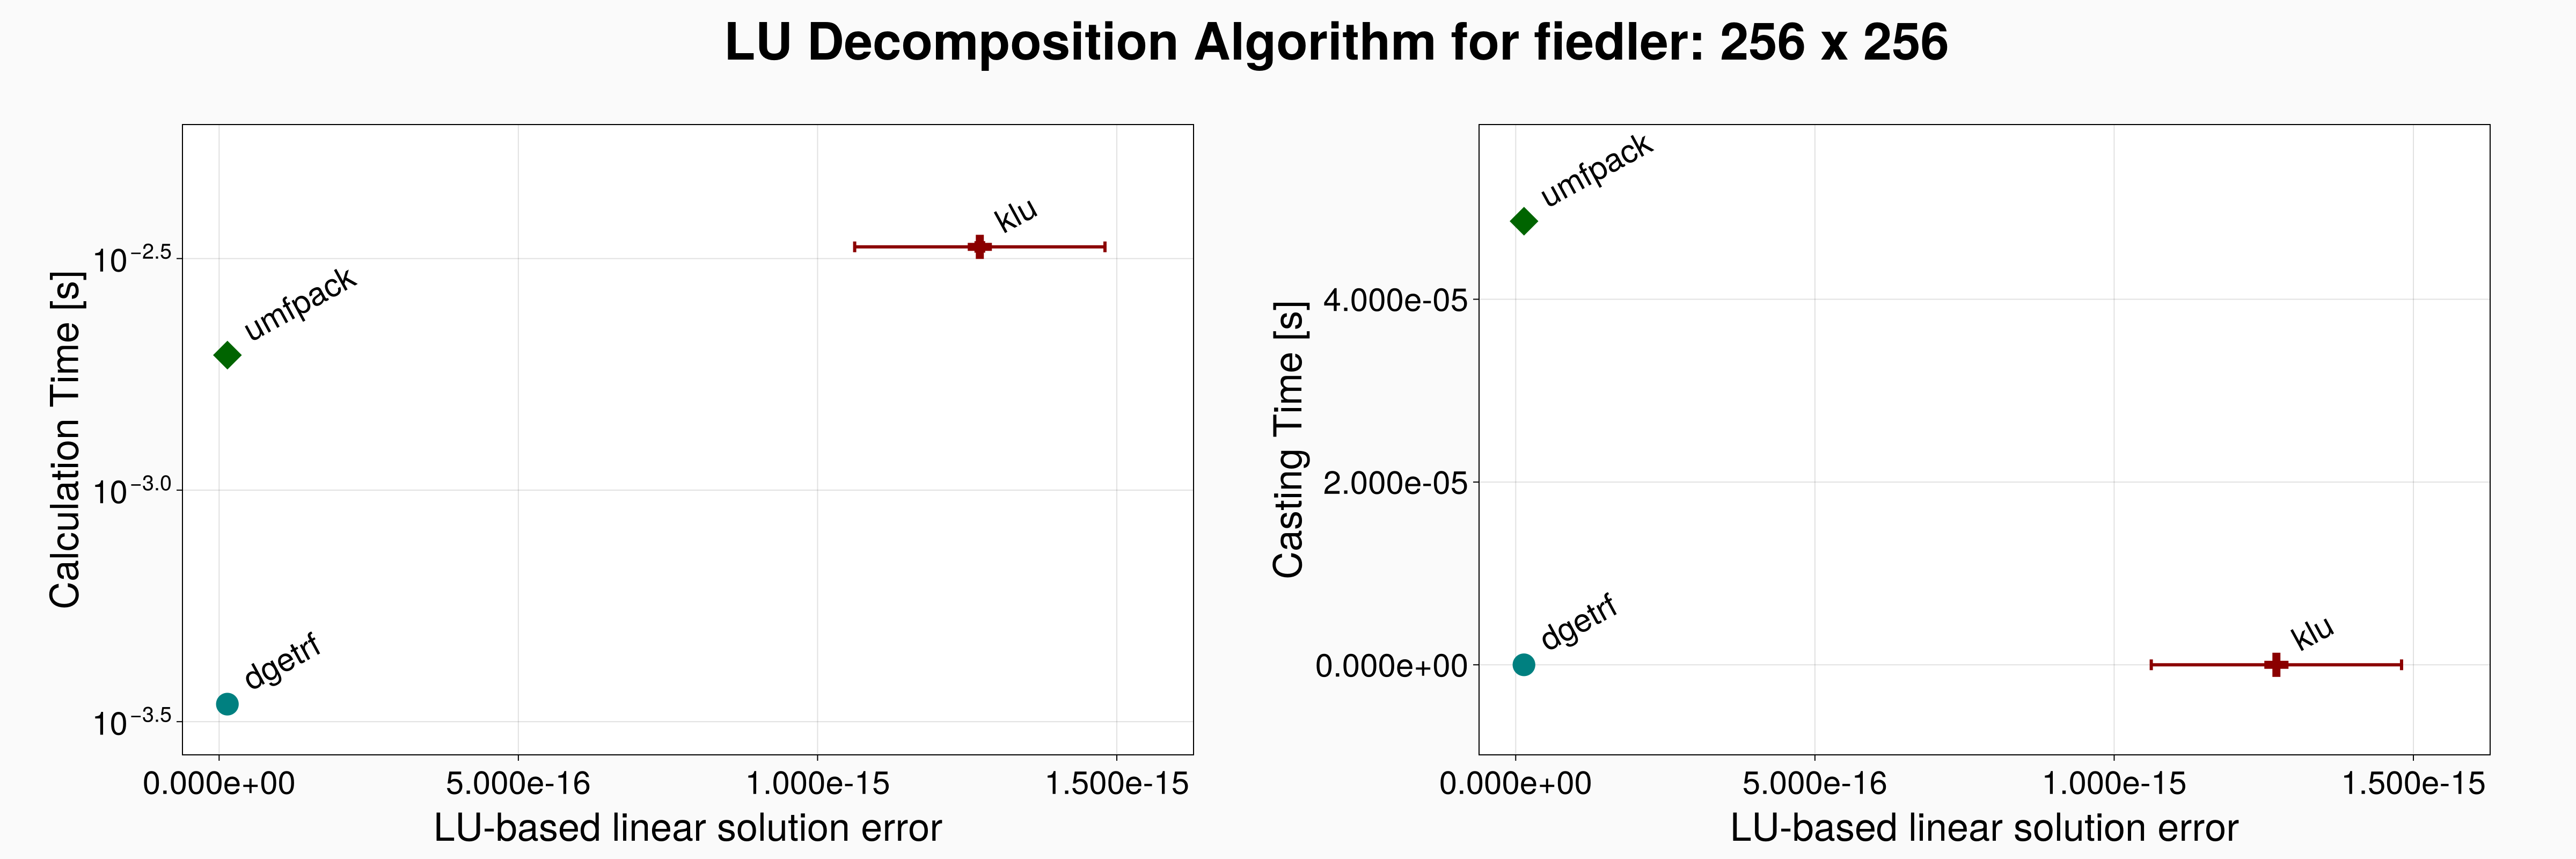 LU Decomposition Algorithm for fiedler: 256 x 256
Calculation Time [s]
10^−2.5
10^−3.0
10^−3.5
umfpack
klu
dgetrf
0.000e+00 5.000e-16 1.000e-15 1.500e-15
LU-based linear solution error
Casting Time [s]
4.000e-05
2.000e-05
0.000e+00
umfpack
dgetrf
klu
0.000e+00 5.000e-16 1.000e-15 1.500e-15
LU-based linear solution error